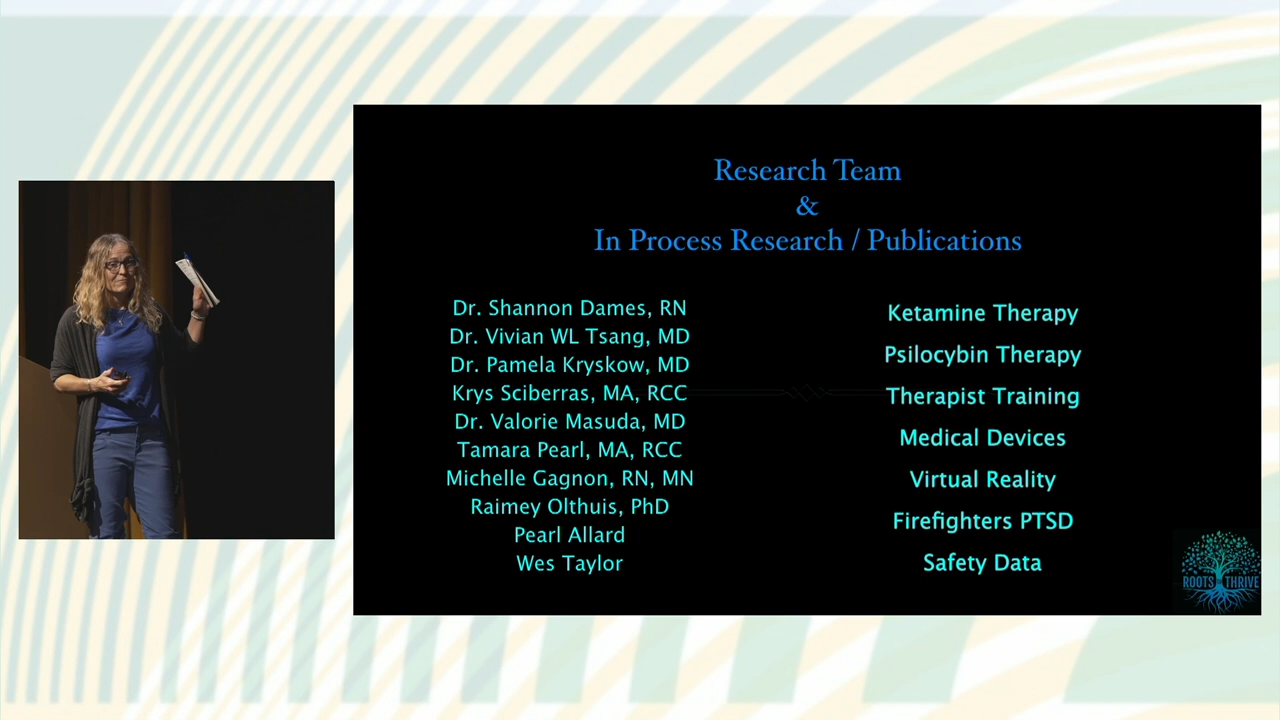 Research Team
&
In Process Research / Publications
Dr. Shannon Dames, RN
Dr. Vivian WL Tsang, MD
Dr. Pamela Kryskow, MD
Krys Sciberras, MA, RCC
Dr. Valorie Masuda, MD
Tamara Pearl, MA, RCC
Michelle Gagnon, RN, MN
Raimey Olthuis, PhD
Pearl Allard
Wes Taylor
Ketamine Therapy
Psilocybin Therapy
Therapist Training
Medical Devices
Virtual Reality
Firefighters PTSD
Safety Data
ROOTS THRIVE